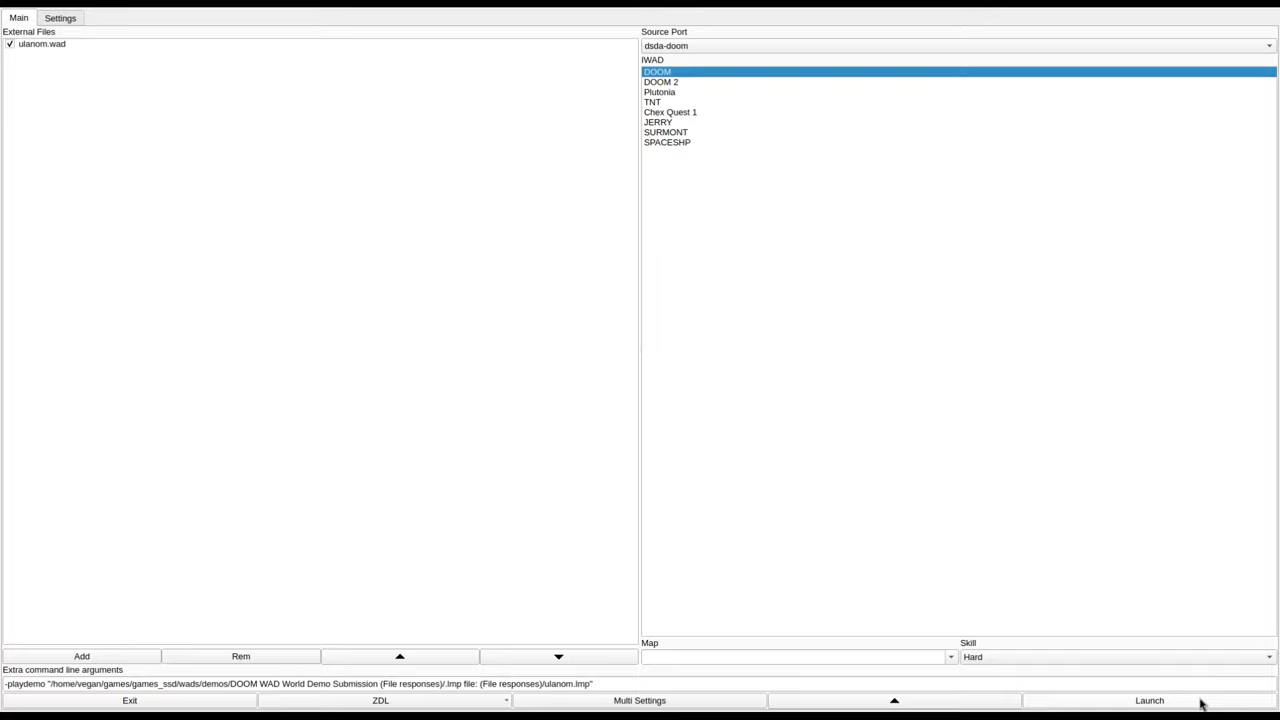 Main Settings
External Files
ulanom.wad
Source Port
dsda-doom
IWAD
DOOM
DOOM 2
Plutonia
TNT
Chex Quest 1
JERRY
SURMONT
SPACESHP
Map Skill
Hard
Add Rem
Extra command line arguments
-playdemo "/home/vegan/games/games_ssd/wads/demos/DOOM WAD World Demo Submission (File responses)/.lmp file: (File responses)/ulanom.lmp"
Exit ZDL Multi Settings Launch